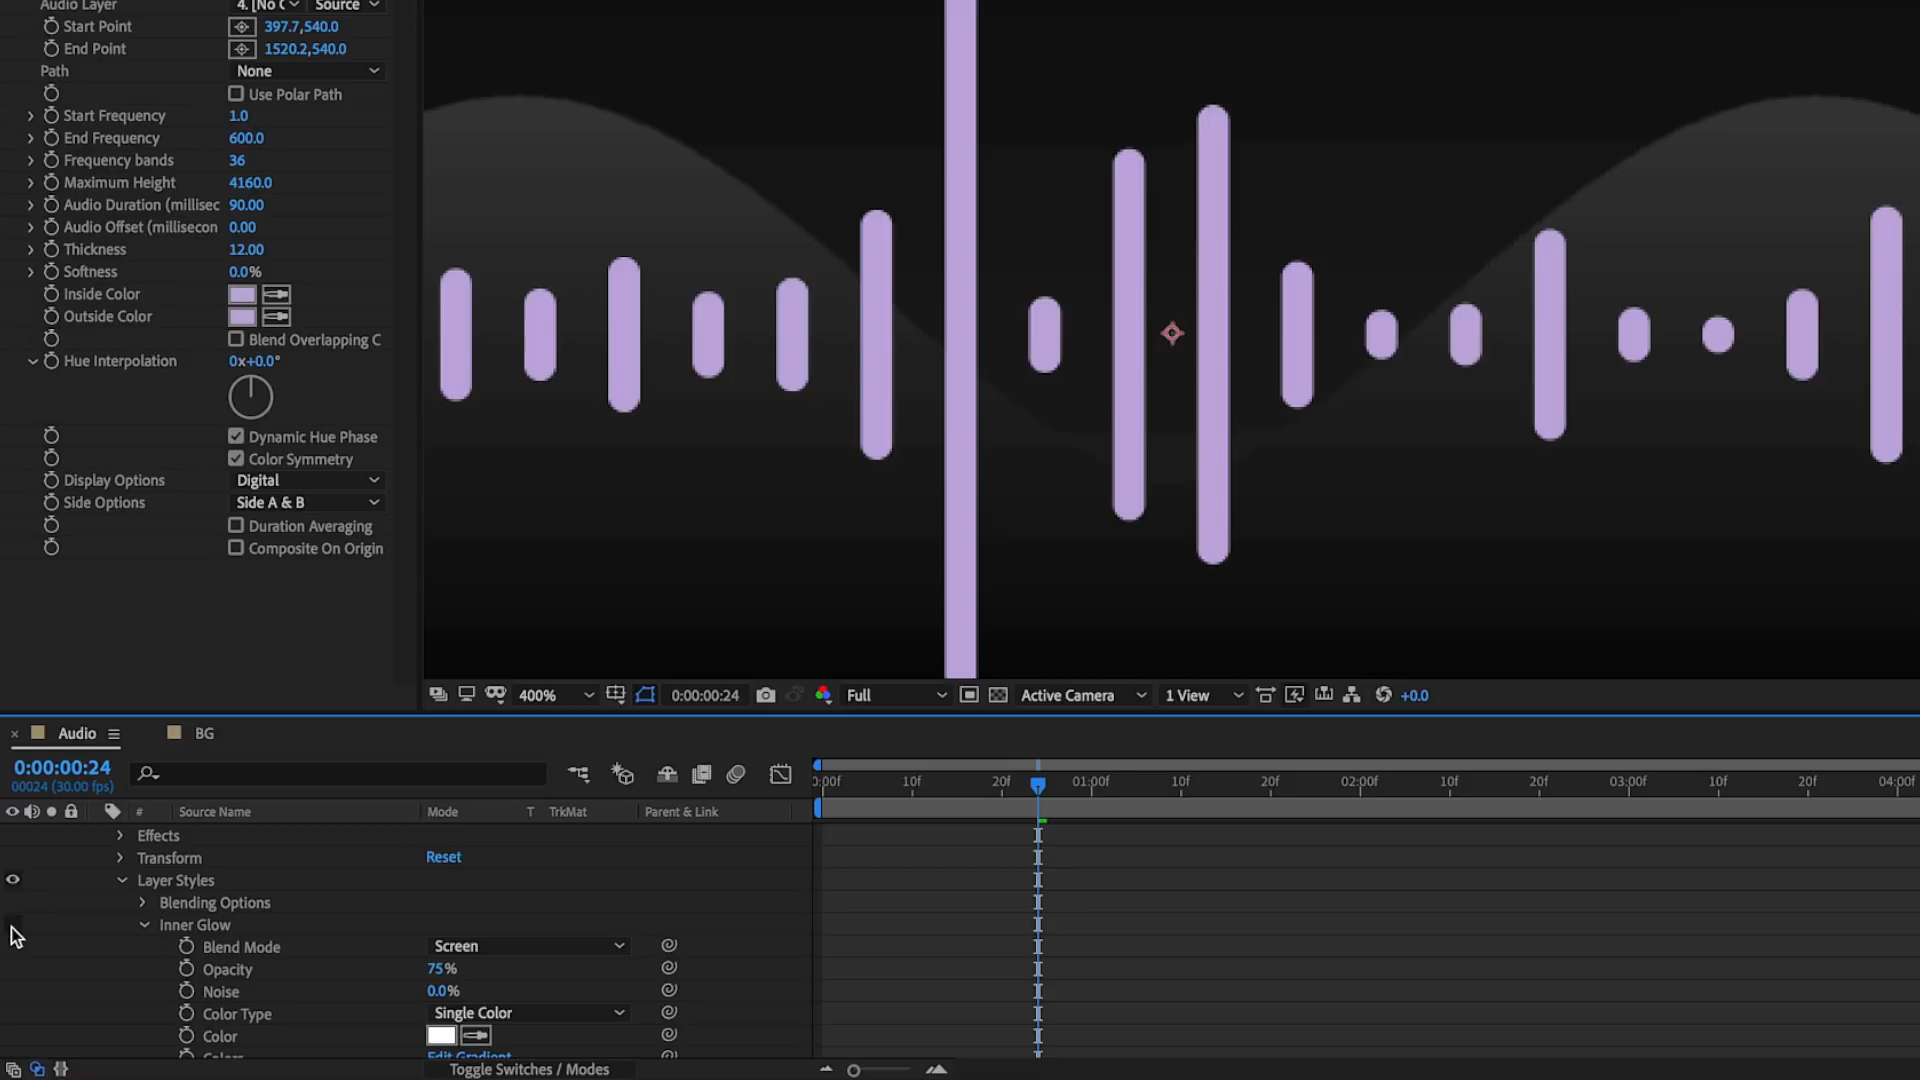 Audio Layer 4. [No C Source
Start Point 397.7,540.0
End Point 1520.2,540.0
Path None
Use Polar Path
Start Frequency 1.0
End Frequency 600.0
Frequency bands 36
Maximum Height 4160.0
Audio Duration (millisec 90.00
Audio Offset (millisecon 0.00
Thickness 12.00
Softness 0.0%
Inside Color
Outside Color
Blend Overlapping C
Hue Interpolation 0x+0.0°
Dynamic Hue Phase
Color Symmetry
Display Options Digital
Side Options Side A & B
Duration Averaging
Composite On Origin
400% 0:00:00:24 Full Active Camera 1 View +0.0
× Audio BG
0:00:00:24
00024 (30.00 fps)
0:00f 10f 20f 01:00f 10f 20f 02:00f 10f 20f 03:00f 10f 20f 04:00f
# Source Name Mode T TrkMat Parent & Link
Effects
Transform Reset
Layer Styles
Blending Options
Inner Glow
Blend Mode Screen
Opacity 75%
Noise 0.0%
Color Type Single Color
Color
Colors Edit Gradient
Toggle Switches / Modes